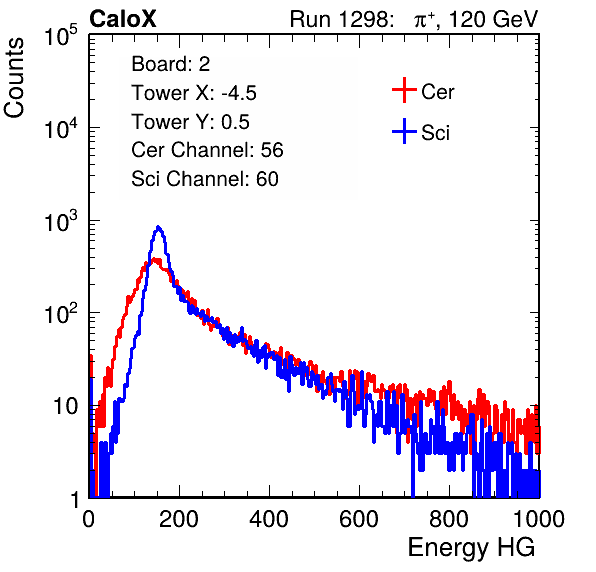 CaloX Run 1298: π⁺, 120 GeV
Counts
10⁵
10⁴
10³
10²
10
1
Board: 2
Tower X: -4.5
Tower Y: 0.5
Cer Channel: 56
Sci Channel: 60
Cer
Sci
0 200 400 600 800 1000
Energy HG